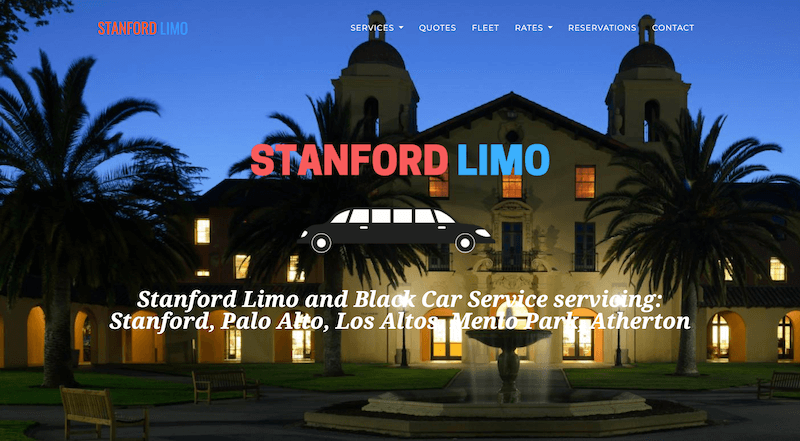 STANFORD LIMO
SERVICES QUOTES FLEET RATES RESERVATIONS CONTACT
STANFORD LIMO
Stanford Limo and Black Car Service servicing:
Stanford, Palo Alto, Los Altos, Menlo Park, Atherton